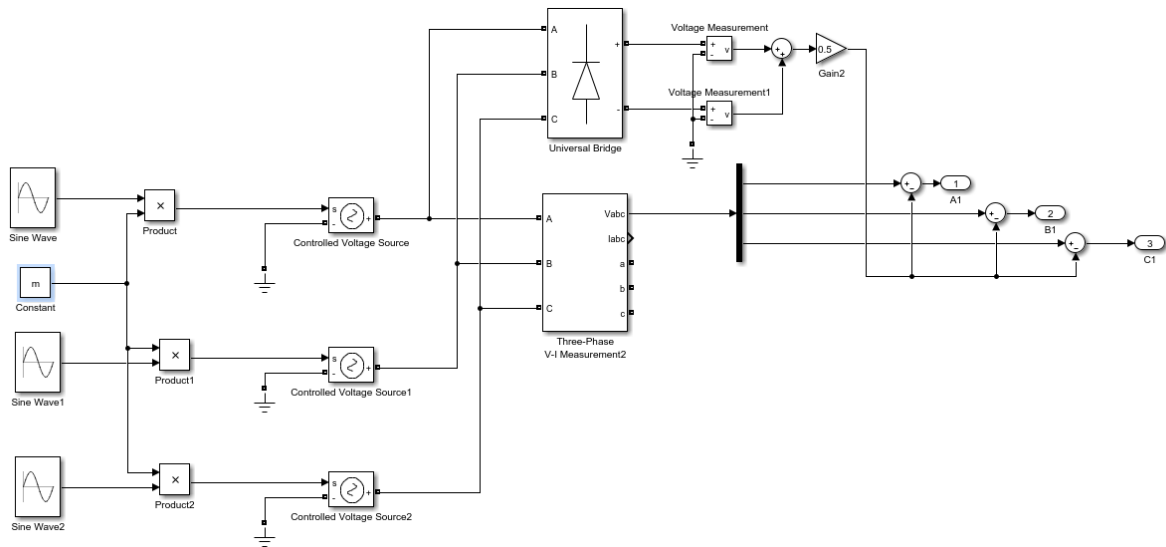 Voltage Measurement
A
+
+
-
v
+
+
0.5
Gain2
B
Voltage Measurement1
C
-
+
-
v
Universal Bridge
Sine Wave
×
Product
s
-
+
Controlled Voltage Source
A
Vabc
+
-
1
A1
Iabc
+
-
2
B1
B
a
+
-
3
C1
m
Constant
b
C
c
Three-Phase
V-I Measurement2
Sine Wave1
×
Product1
s
-
+
Controlled Voltage Source1
Sine Wave2
×
Product2
s
-
+
Controlled Voltage Source2